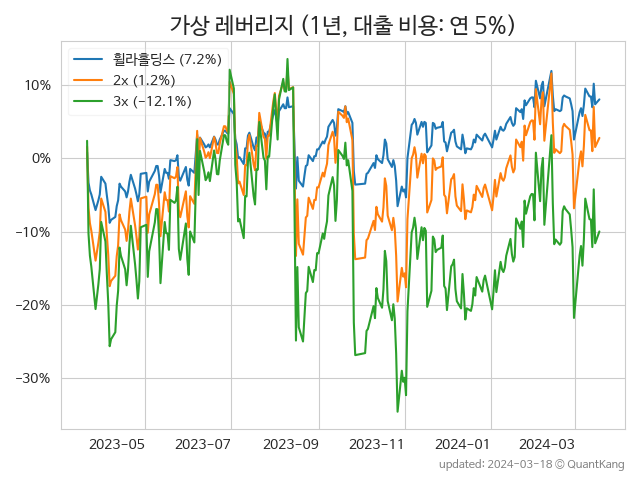 가상 레버리지 (1년, 대출 비용: 연 5%)
휠라홀딩스 (7.2%)
2x (1.2%)
3x (−12.1%)
10%
0%
−10%
−20%
−30%
2023-05
2023-07
2023-09
2023-11
2024-01
2024-03
updated: 2024-03-18 ⓒ QuantKang